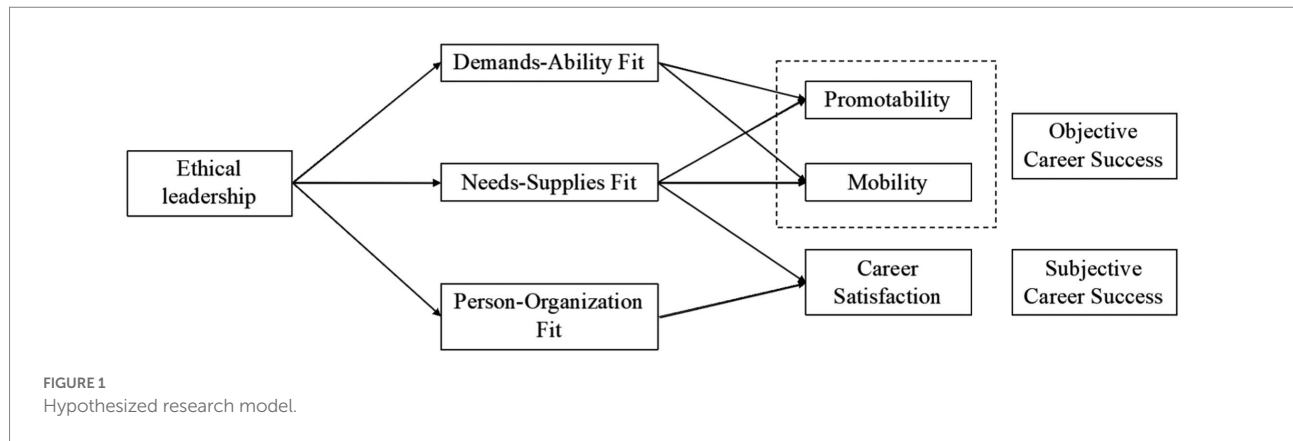 Demands-Ability Fit
Promotability
Objective
Career Success
Ethical
leadership
Needs-Supplies Fit
Mobility
Career
Satisfaction
Subjective
Career Success
Person-Organization
Fit
FIGURE 1
Hypothesized research model.